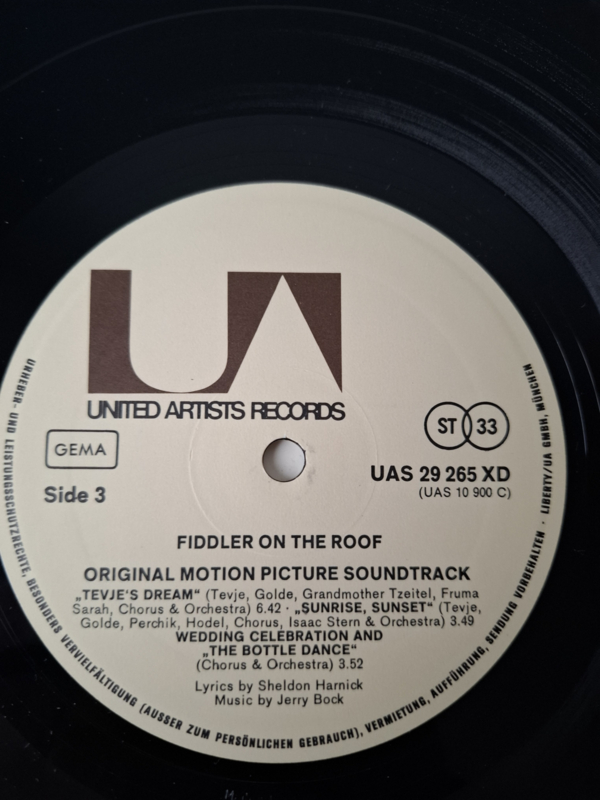 UA
UNITED ARTISTS RECORDS
GEMA
ST 33
Side 3
UAS 29 265 XD
(UAS 10 900 C)
FIDDLER ON THE ROOF
ORIGINAL MOTION PICTURE SOUNDTRACK
„TEVJE'S DREAM“ (Tevje, Golde, Grandmother Tzeitel, Fruma
Sarah, Chorus & Orchestra) 6.42 · „SUNRISE, SUNSET“ (Tevje,
Golde, Perchik, Hodel, Chorus, Isaac Stern & Orchestra) 3.49
WEDDING CELEBRATION AND
„THE BOTTLE DANCE“
(Chorus & Orchestra) 3.52
Lyrics by Sheldon Harnick
Music by Jerry Bock
URHEBER- UND LEISTUNGSSCHUTZRECHTE, BESONDERS VERVIELFÄLTIGUNG (AUSSER ZUM PERSÖNLICHEN GEBRAUCH), VERMIETUNG, AUFFÜHRUNG, SENDUNG VORBEHALTEN · LIBERTY/UA GMBH, MÜNCHEN